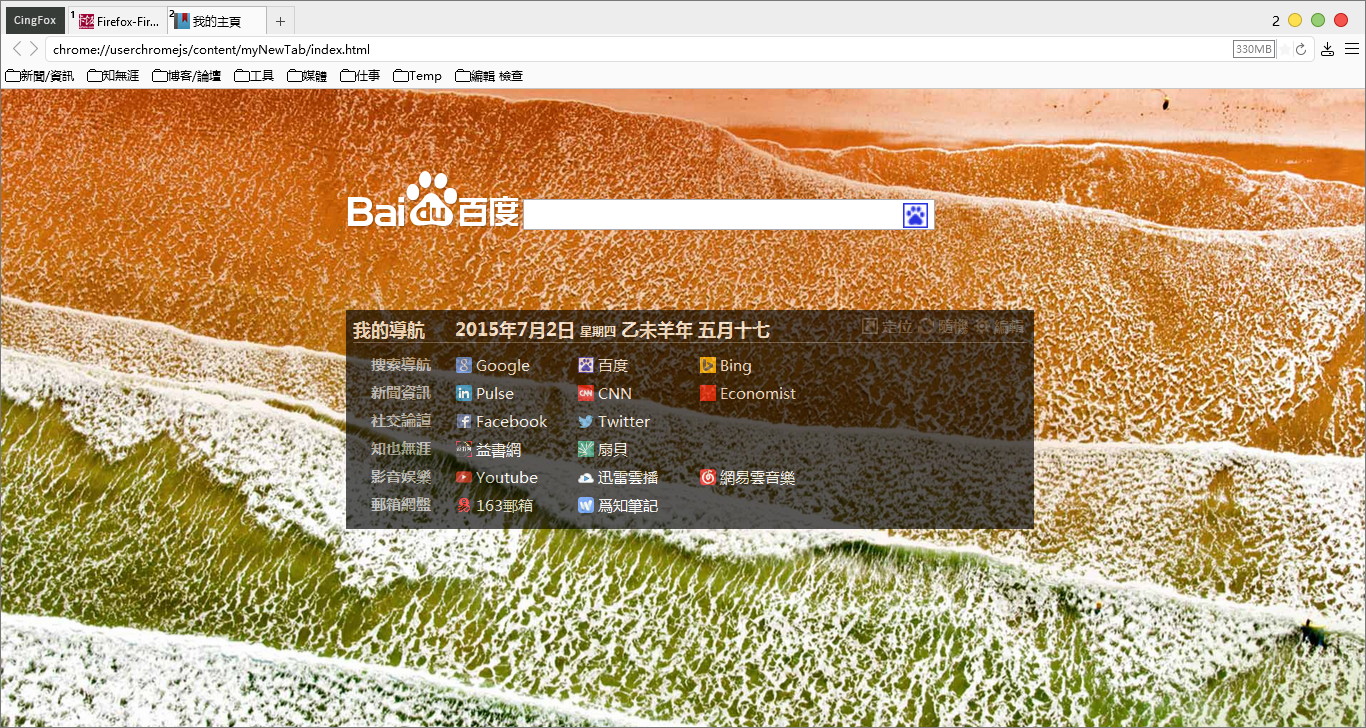 CingFox 1 Firefox-Fir... 2 我的主頁 + 2
chrome://userchromejs/content/myNewTab/index.html 330MB
新聞/資訊 知無涯 博客/論壇 工具 媒體 仕事 Temp 編輯 檢查
Bai du 百度
我的導航 2015年7月2日 星期四 乙未羊年 五月十七 定位 隨機 編輯
搜索導航 Google 百度 Bing
新聞資訊 Pulse CNN Economist
社交論誼 Facebook Twitter
知也無涯 益書網 扇貝
影音娛樂 Youtube 迅雷雲播 網易雲音樂
郵箱網盤 163郵箱 爲知筆記